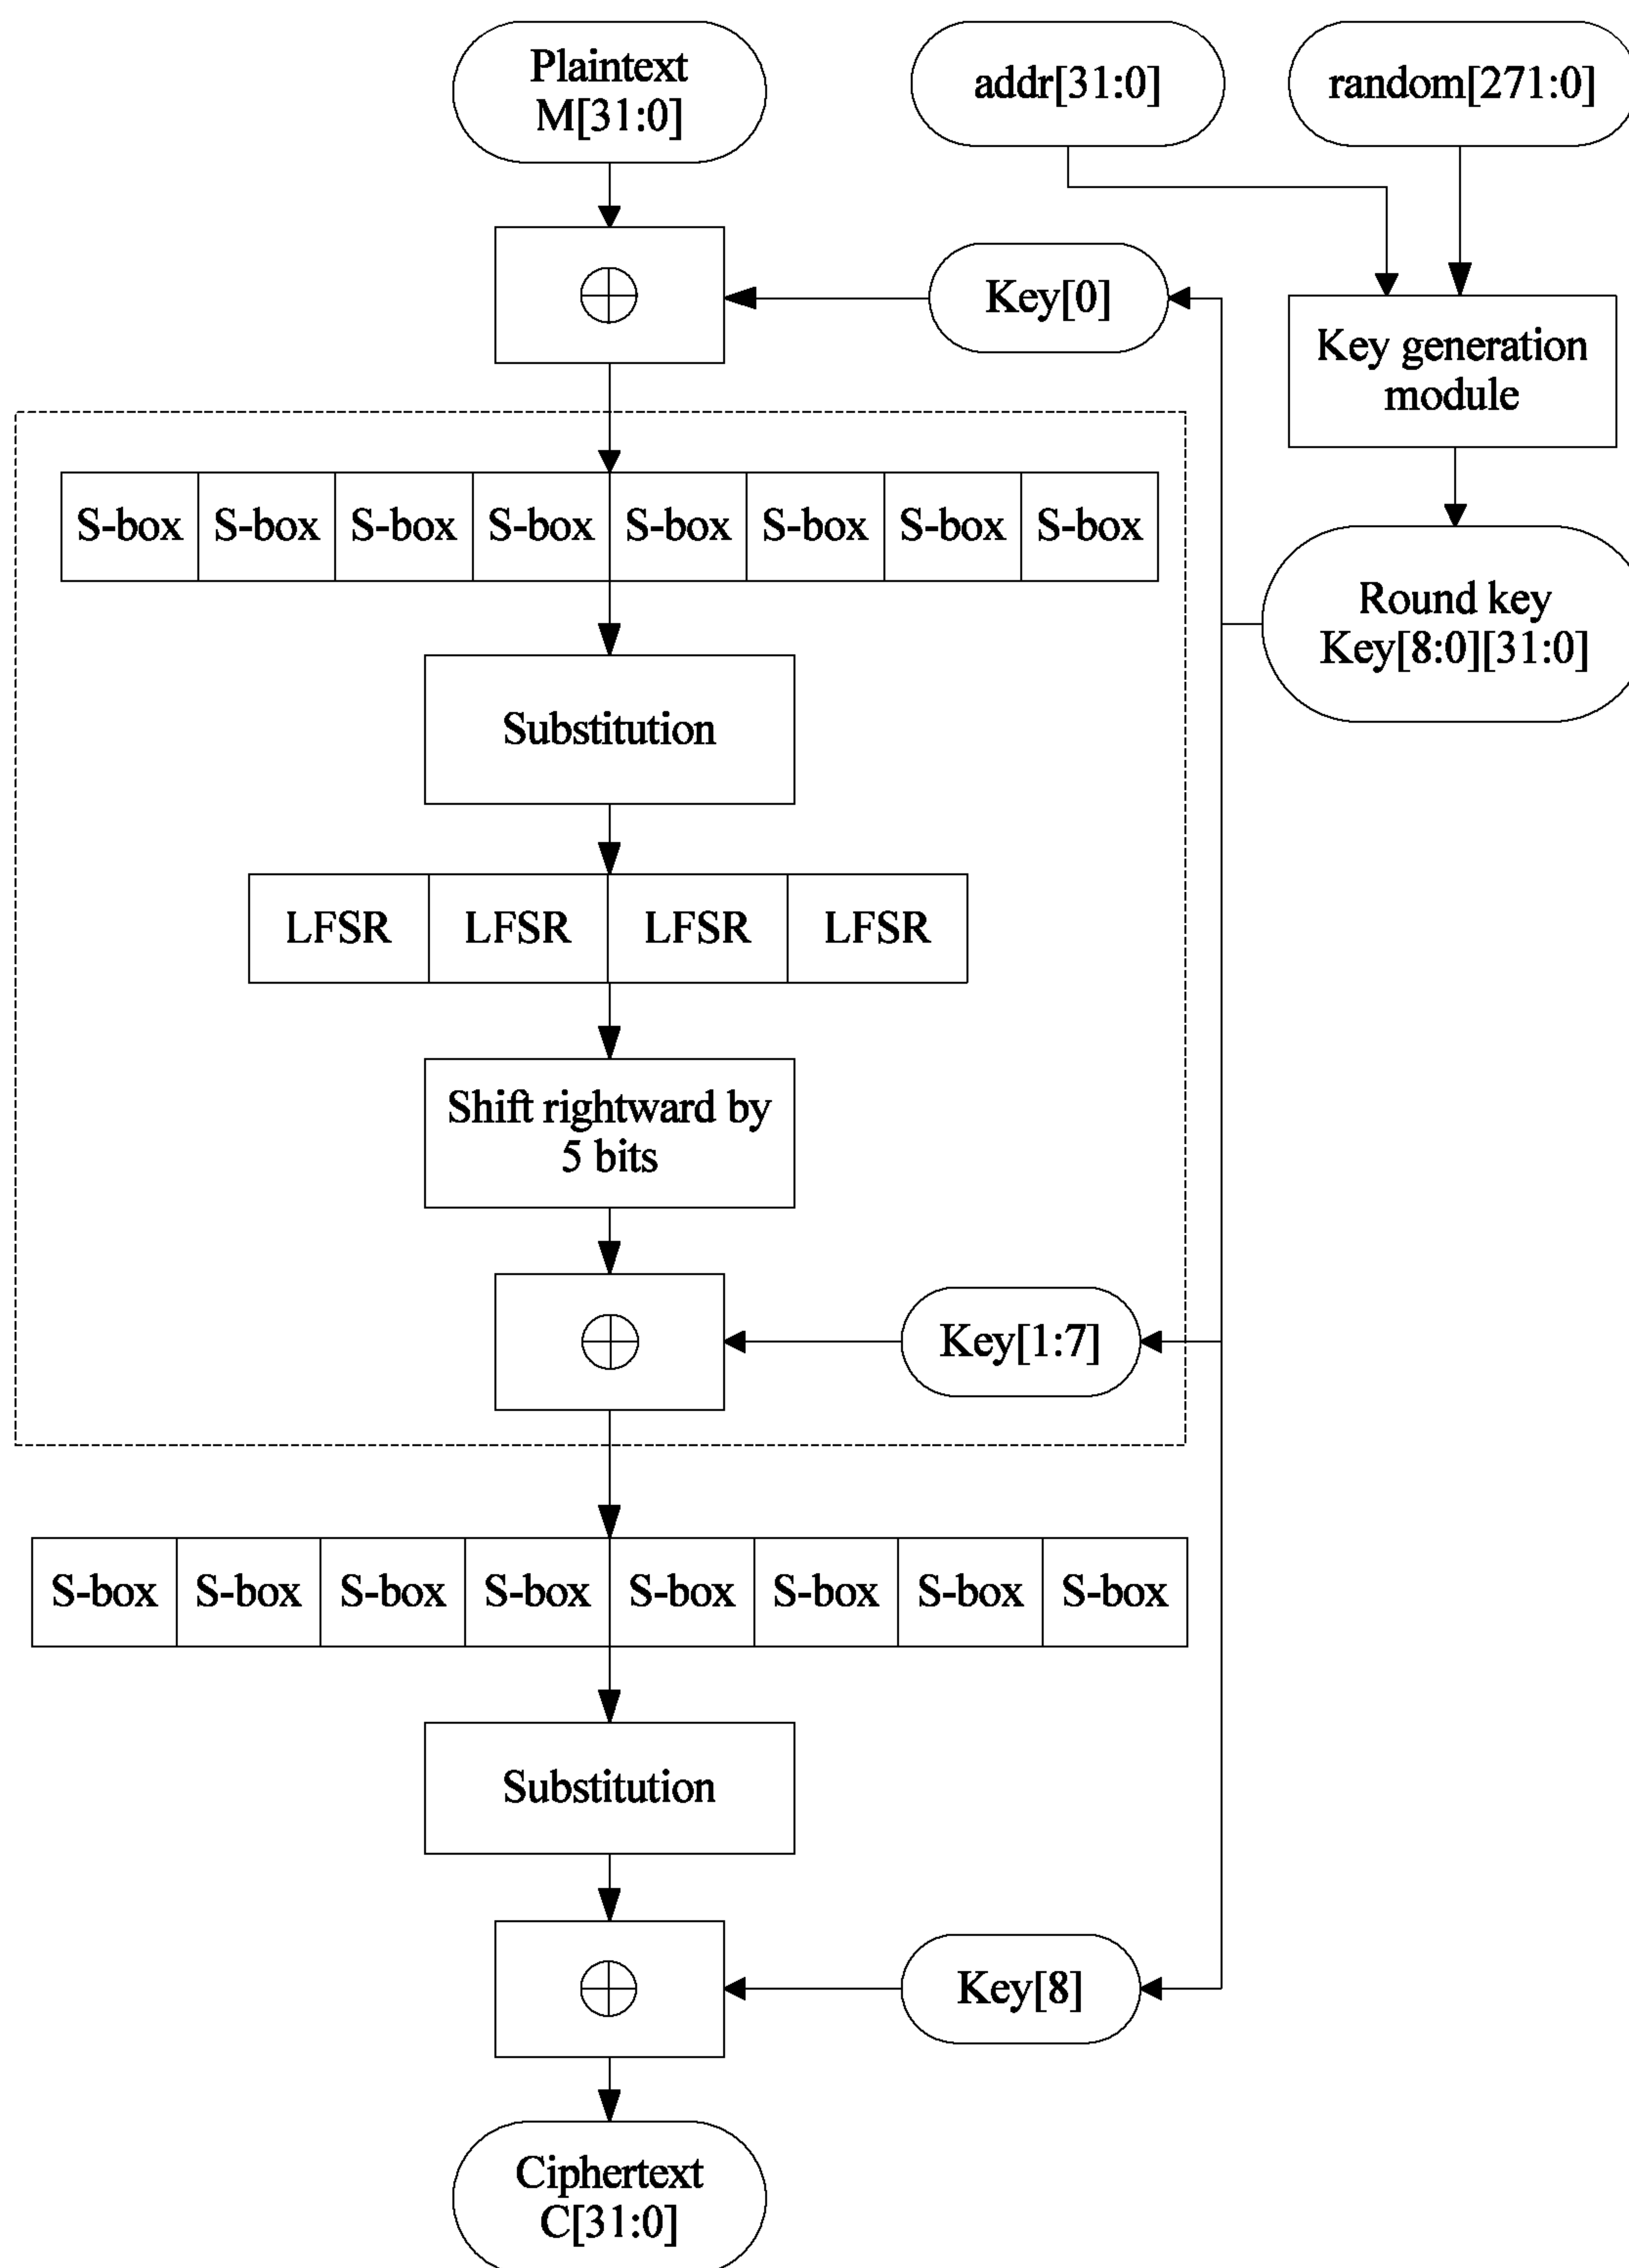 Plaintext
M[31:0]
addr[31:0]
random[271:0]
Key[0]
Key generation
module
S-box S-box S-box S-box S-box S-box S-box S-box
Round key
Key[8:0][31:0]
Substitution
LFSR LFSR LFSR LFSR
Shift rightward by
5 bits
Key[1:7]
S-box S-box S-box S-box S-box S-box S-box S-box
Substitution
Key[8]
Ciphertext
C[31:0]